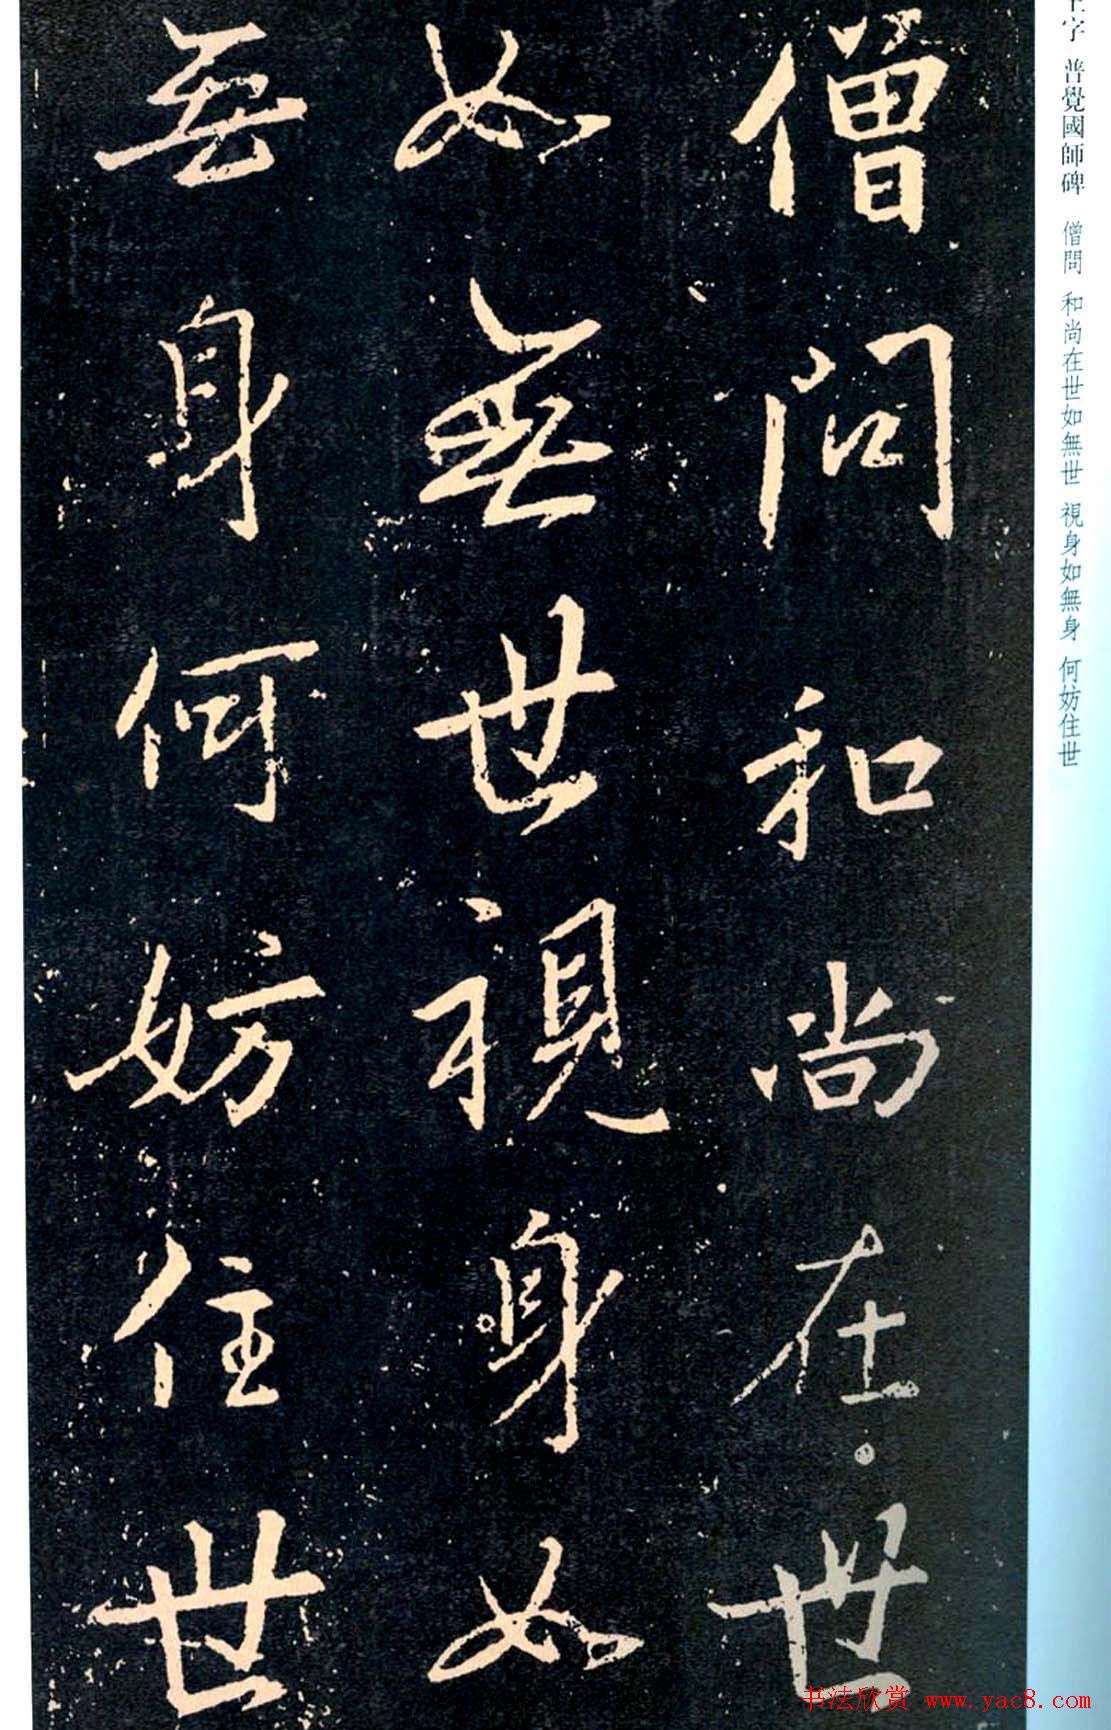 僧問和尚在世
如無世視身如
無身何妨住世
王字 普覺國師碑 僧問 和尚在世如無世 視身如無身 何妨住世
书法欣赏 www.yac8.com